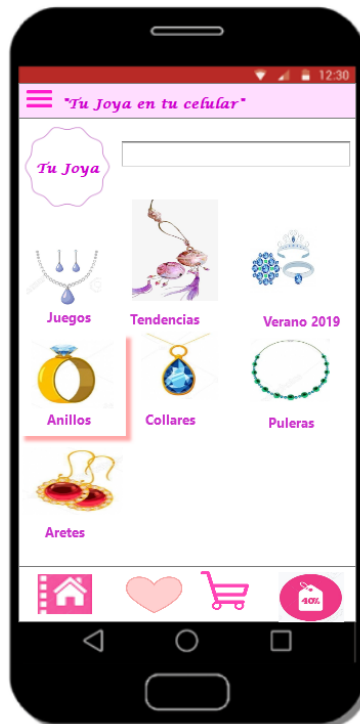 12:30
"Tu Joya en tu celular"
Tu Joya
Juegos
Tendencias
Verano 2019
Anillos
Collares
Puleras
Aretes
40%